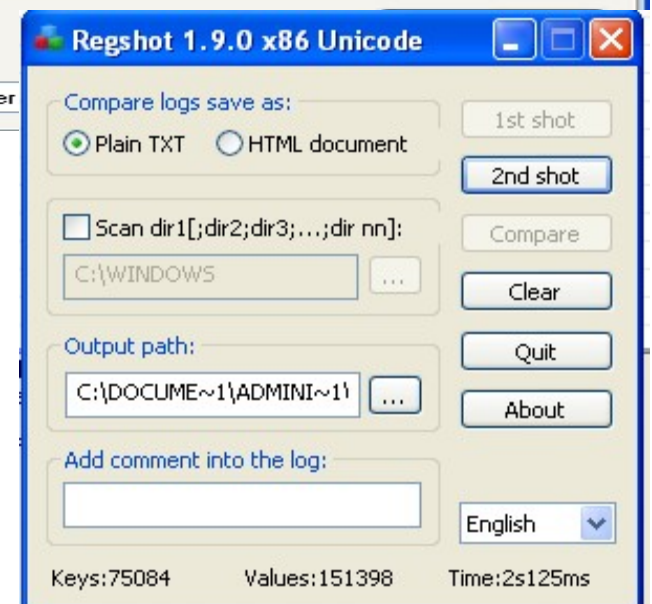 Regshot 1.9.0 x86 Unicode
er
Compare logs save as:
Plain TXT HTML document
1st shot
2nd shot
Scan dir1[;dir2;dir3;...;dir nn]:
C:\WINDOWS ...
Compare
Clear
Output path:
C:\DOCUME~1\ADMINI~1\ ...
Quit
About
Add comment into the log:
English
Keys:75084 Values:151398 Time:2s125ms